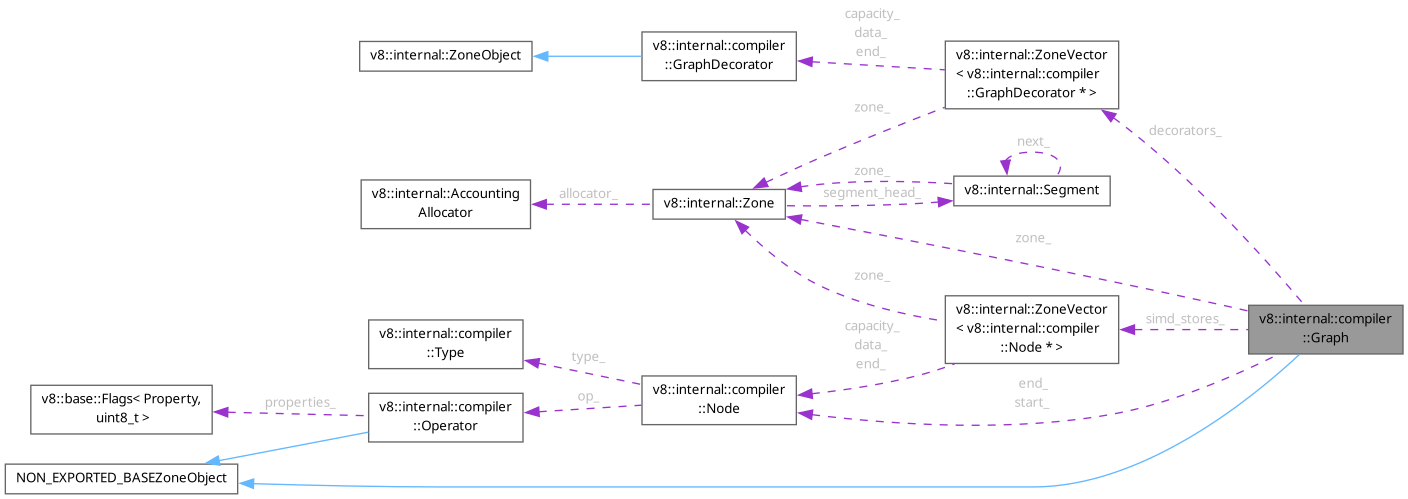 capacity_
data_
end_
v8::internal::ZoneObject
v8::internal::compiler
::GraphDecorator
v8::internal::ZoneVector
< v8::internal::compiler
::GraphDecorator * >
zone_
decorators_
next_
v8::internal::Accounting
Allocator
allocator_
v8::internal::Zone
zone_
segment_head_
v8::internal::Segment
zone_
zone_
v8::internal::ZoneVector
< v8::internal::compiler
::Node * >
simd_stores_
v8::internal::compiler
::Graph
capacity_
data_
end_
v8::internal::compiler
::Type
type_
v8::base::Flags< Property,
uint8_t >
properties_
v8::internal::compiler
::Operator
op_
v8::internal::compiler
::Node
end_
start_
NON_EXPORTED_BASEZoneObject